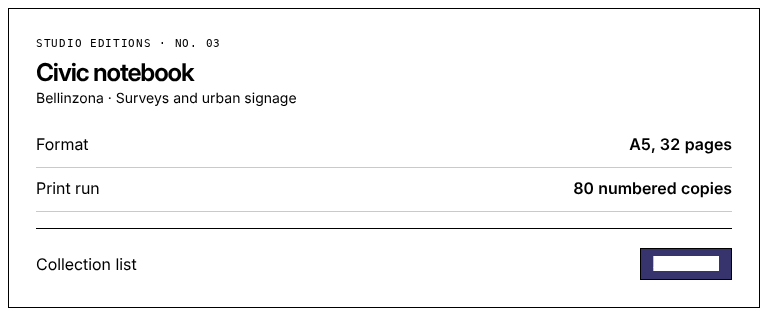 STUDIO EDITIONS · NO. 03
Civic notebook
Bellinzona · Surveys and urban signage
Format A5, 32 pages
Print run 80 numbered copies
Collection list